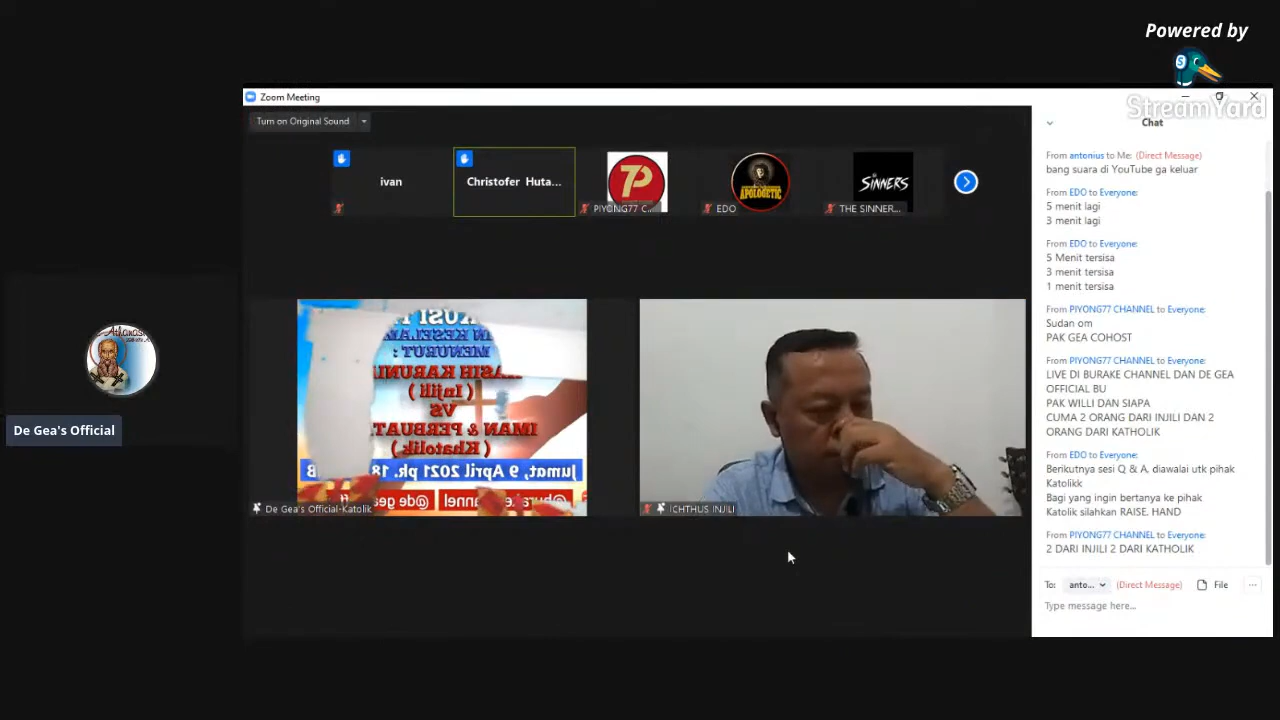 Powered by
StreamYard
Zoom Meeting
Turn on Original Sound
ivan
Christofer Huta...
PIYONG77 C...
APOLOGETIC
EDO
SINNERS
THE SINNER...
De Gea's Official
MENURUT :
( Injili )
VS
( Khatolik )
Jumat, 9 April 2021 pk. 18
De Gea's Official-Katolik
ICHTHUS INJILI
Chat
From antonius to Me: (Direct Message)
bang suara di YouTube ga keluar
From EDO to Everyone:
5 menit lagi
3 menit lagi
From EDO to Everyone:
5 Menit tersisa
3 menit tersisa
1 menit tersisa
From PIYONG77 CHANNEL to Everyone:
Sudan om
PAK GEA COHOST
From PIYONG77 CHANNEL to Everyone:
LIVE DI BURAKE CHANNEL DAN DE GEA
OFFICIAL BU
PAK WILLI DAN SIAPA
CUMA 2 ORANG DARI INJILI DAN 2
ORANG DARI KATHOLIK
From EDO to Everyone:
Berikutnya sesi Q & A, diawalai utk pihak
Katolikk
Bagi yang ingin bertanya ke pihak
Katolik silahkan RAISE. HAND
From PIYONG77 CHANNEL to Everyone:
2 DARI INJILI 2 DARI KATHOLIK
To: anto... (Direct Message) File ...
Type message here...